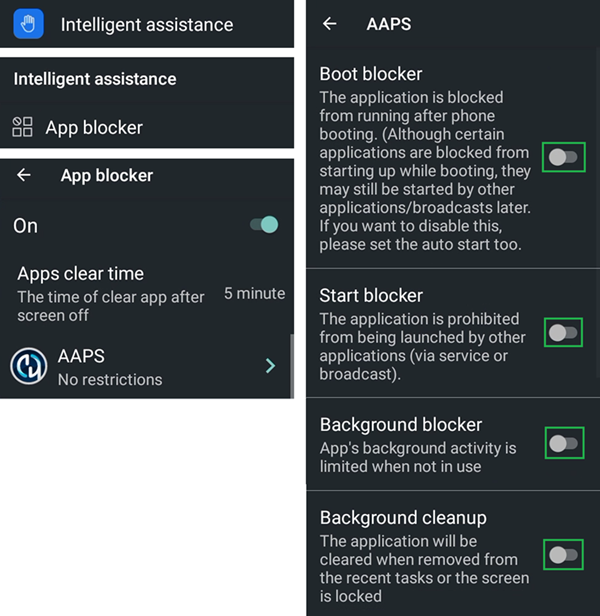 Intelligent assistance
Intelligent assistance
App blocker
App blocker
On
Apps clear time
The time of clear app after
screen off
5 minute
AAPS
No restrictions
AAPS
Boot blocker
The application is blocked
from running after phone
booting. (Although certain
applications are blocked from
starting up while booting, they
may still be started by other
applications/broadcasts later.
If you want to disable this,
please set the auto start too.
Start blocker
The application is prohibited
from being launched by other
applications (via service or
broadcast).
Background blocker
App's background activity is
limited when not in use
Background cleanup
The application will be
cleared when removed from
the recent tasks or the screen
is locked